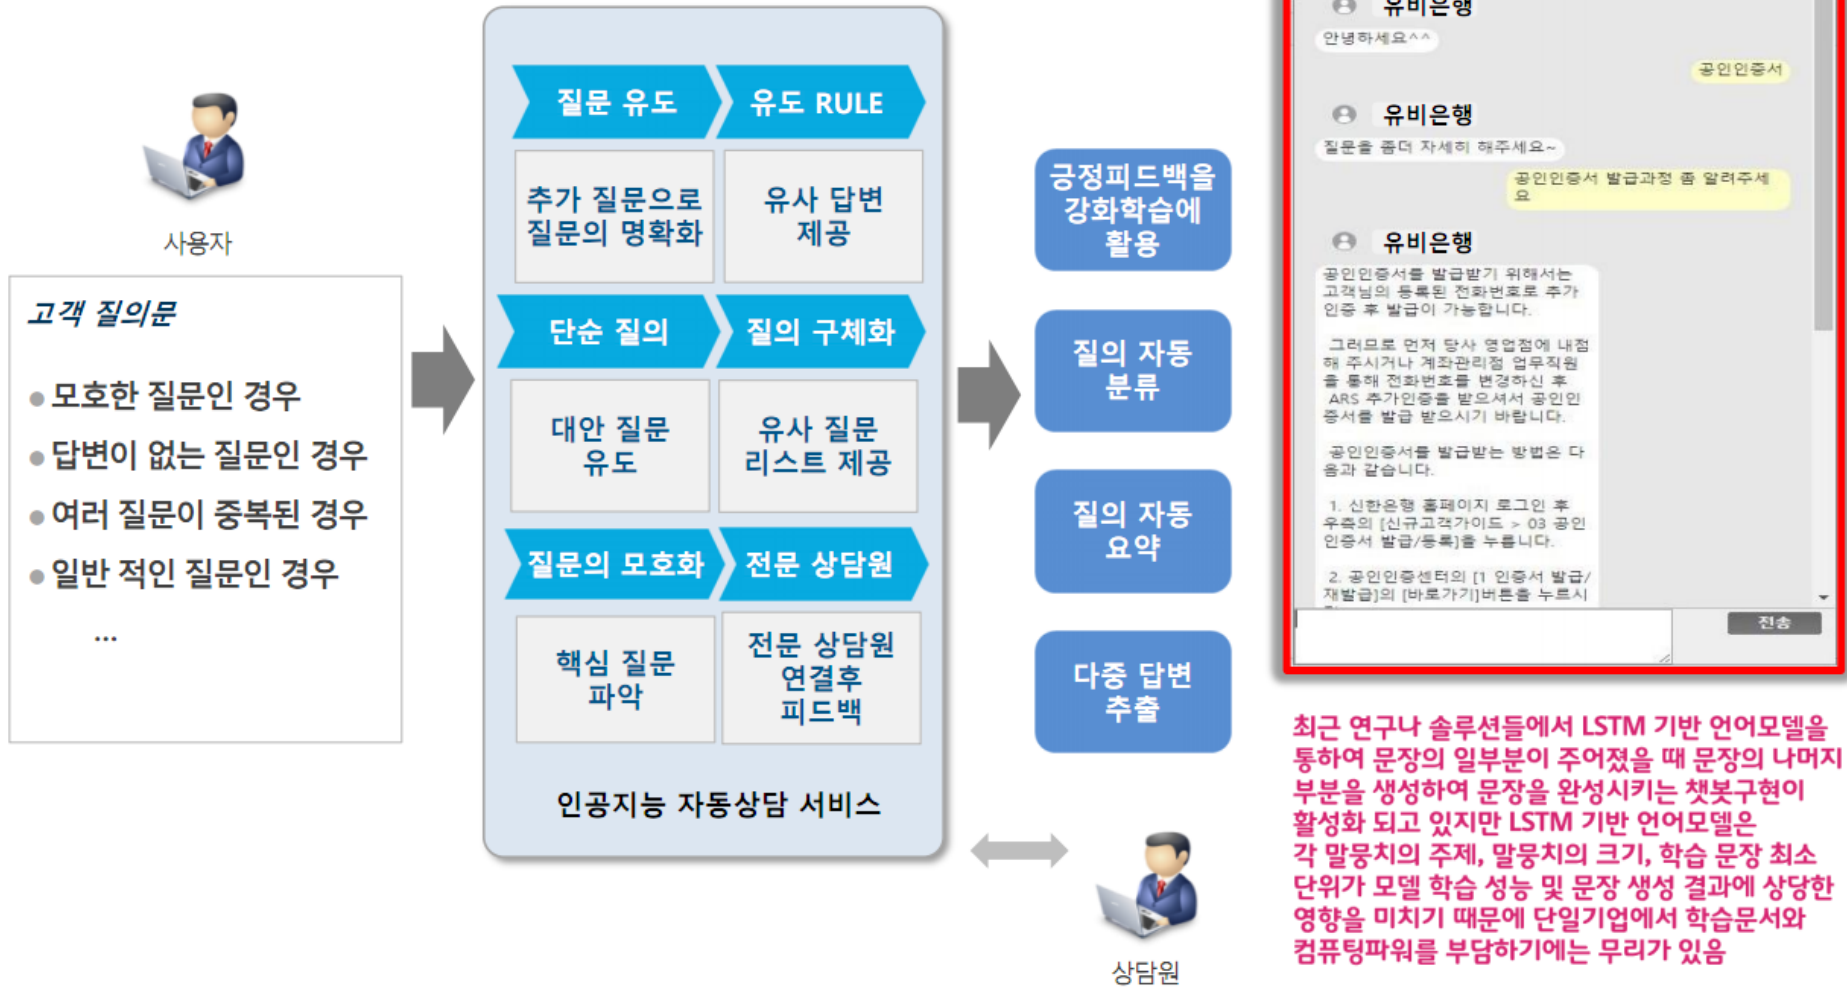 사용자
고객 질의문
모호한 질문인 경우
답변이 없는 질문인 경우
여러 질문이 중복된 경우
일반 적인 질문인 경우
...
질문 유도
유도 RULE
추가 질문으로
질문의 명확화
유사 답변
제공
단순 질의
질의 구체화
대안 질문
유도
유사 질문
리스트 제공
질문의 모호화
전문 상담원
핵심 질문
파악
전문 상담원
연결후
피드백
인공지능 자동상담 서비스
긍정피드백을
강화학습에
활용
질의 자동
분류
질의 자동
요약
다중 답변
추출
상담원
유비은행
안녕하세요^^
공인인증서
유비은행
질문을 좀더 자세히 해주세요~
공인인증서 발급과정 좀 알려주세
요
유비은행
공인인증서를 발급받기 위해서는
고객님의 등록된 전화번호로 추가
인증 후 발급이 가능합니다.
그러므로 먼저 당사 영업점에 내점
해 주시거나 계좌관리점 업무직원
을 통해 전화번호를 변경하신 후
ARS 추가인증을 받으셔서 공인인
증서를 발급 받으시기 바랍니다.
공인인증서를 발급받는 방법은 다
음과 같습니다.
1. 신한은행 홈페이지 로그인 후
우측의 [신규고객가이드 > 03 공인
인증서 발급/등록]을 누릅니다.
2. 공인인증센터의 [1 인증서 발급/
재발급]의 [바로가기]버튼을 누르시
전송
최근 연구나 솔루션들에서 LSTM 기반 언어모델을
통하여 문장의 일부분이 주어졌을 때 문장의 나머지
부분을 생성하여 문장을 완성시키는 챗봇구현이
활성화 되고 있지만 LSTM 기반 언어모델은
각 말뭉치의 주제, 말뭉치의 크기, 학습 문장 최소
단위가 모델 학습 성능 및 문장 생성 결과에 상당한
영향을 미치기 때문에 단일기업에서 학습문서와
컴퓨팅파워를 부담하기에는 무리가 있음